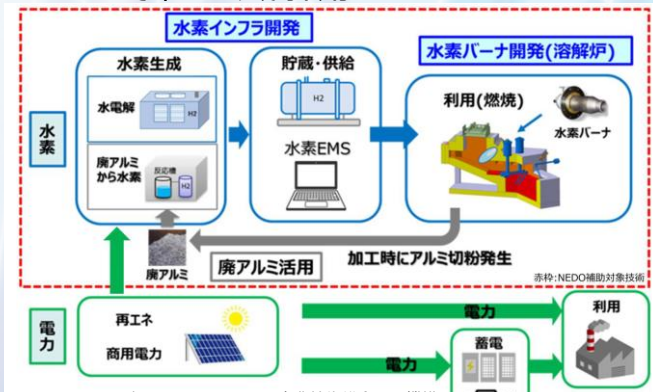 水素インフラ開発
水素バーナ開発(溶解炉)
水素
水素生成
水電解
H2
廃アルミ
から水素
反応槽
H2
貯蔵・供給
H2
水素EMS
利用(燃焼)
水素バーナ
廃アルミ
廃アルミ活用
加工時にアルミ切粉発生
赤枠:NEDO補助対象技術
電力
再エネ
商用電力
電力
電力
蓄電
利用